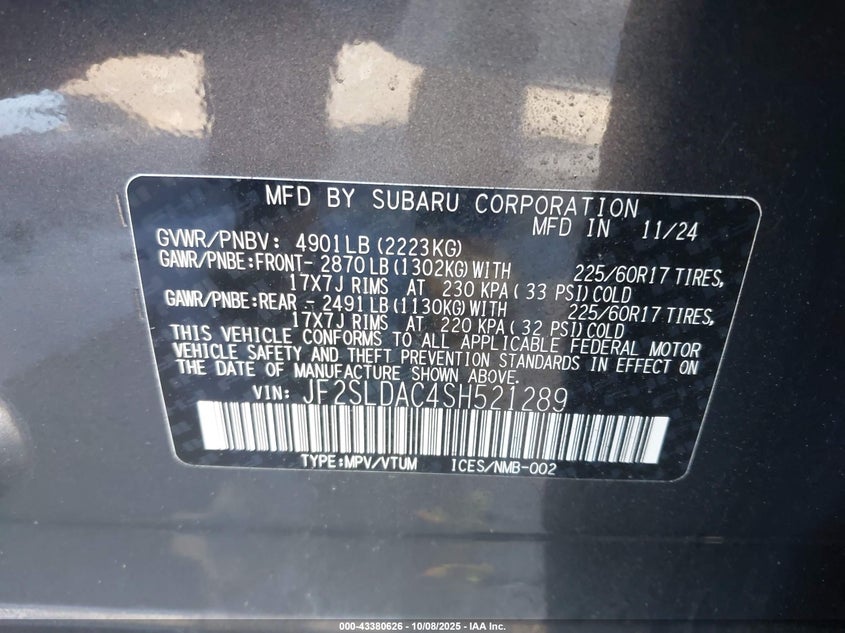 MFD BY SUBARU CORPORATION
MFD IN 11/24
GVWR/PNBV: 4901LB(2223KG)
GAWR/PNBE:FRONT- 2870LB(1302KG)WITH 225/60R17 TIRES,
17X7J RIMS AT 230 KPA( 33 PSI)COLD
GAWR/PNBE:REAR - 2491LB(1130KG)WITH 225/60R17 TIRES,
17X7J RIMS AT 220 KPA( 32 PSI)COLD
THIS VEHICLE CONFORMS TO ALL APPLICABLE FEDERAL MOTOR
VEHICLE SAFETY AND THEFT PREVENTION STANDARDS IN EFFECT ON
THE DATE OF MANUFACTURE SHOWN ABOVE.
VIN: JF2SLDAC4SH521289
TYPE:MPV/VTUM ICES/NMB-002
000-43380626 - 10/08/2025 - IAA Inc.